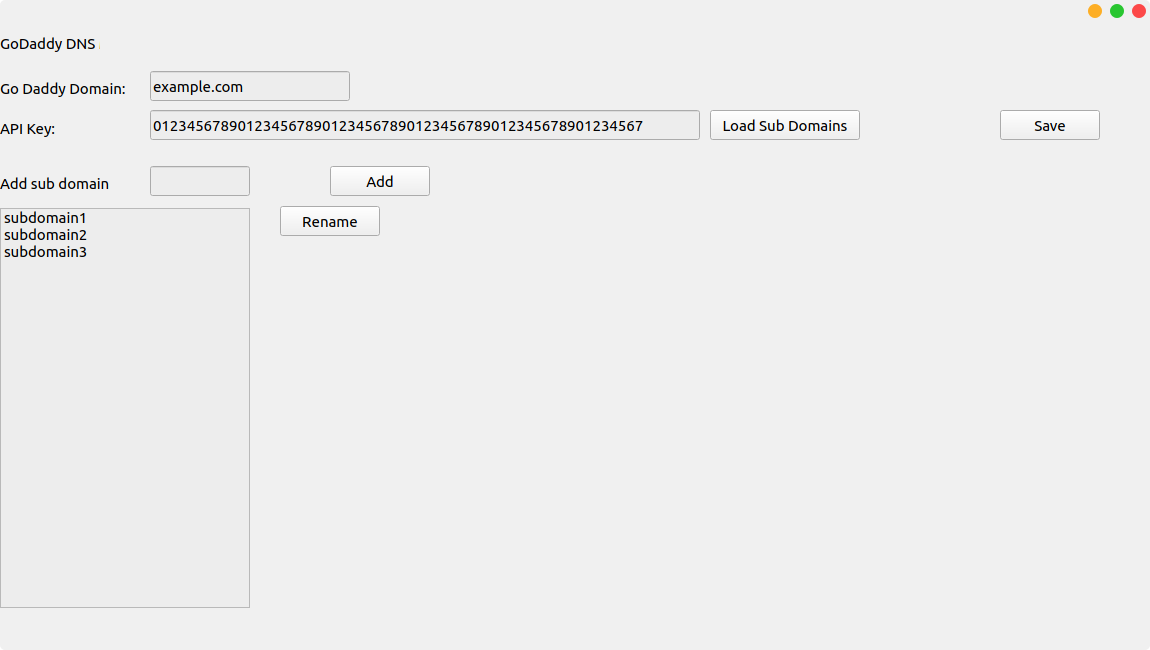 GoDaddy DNS
Go Daddy Domain: example.com
API Key: 0123456789012345678901234567890123456789012345678901234567 Load Sub Domains Save
Add sub domain Add
subdomain1 Rename
subdomain2
subdomain3